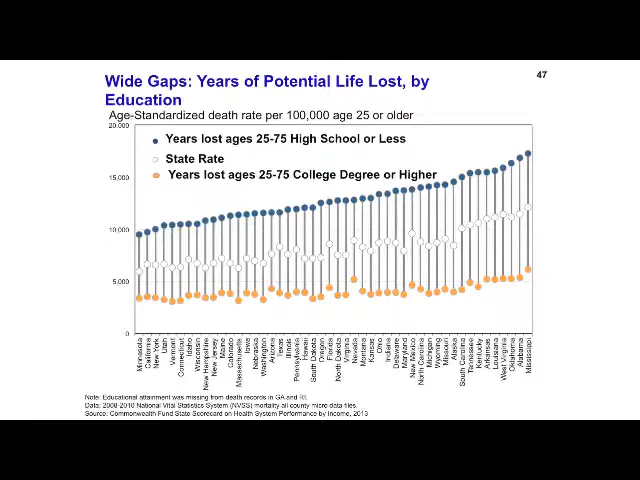 47
Wide Gaps: Years of Potential Life Lost, by
Education
Age-Standardized death rate per 100,000 age 25 or older
20,000
Years lost ages 25-75 High School or Less
State Rate
Years lost ages 25-75 College Degree or Higher
15,000
10,000
5,000
0
Minnesota
California
New York
Utah
Vermont
Connecticut
Idaho
Wisconsin
New Hampshire
New Jersey
Maine
Colorado
Massachusetts
Iowa
Nebraska
Washington
Arizona
Texas
Illinois
Pennsylvania
Hawaii
South Dakota
Oregon
Florida
North Dakota
Virginia
Nevada
Montana
Kansas
Ohio
Indiana
Delaware
Maryland
New Mexico
North Carolina
Michigan
Wyoming
Missouri
Alaska
South Carolina
Tennessee
Kentucky
Arkansas
Louisiana
West Virginia
Oklahoma
Alabama
Mississippi
Note: Educational attainment was missing from death records in GA and RI.
Data: 2008-2010 National Vital Statistics System (NVSS) mortality all county micro data files
Source: Commonwealth Fund State Scorecard on Health System Performance by Income, 2013